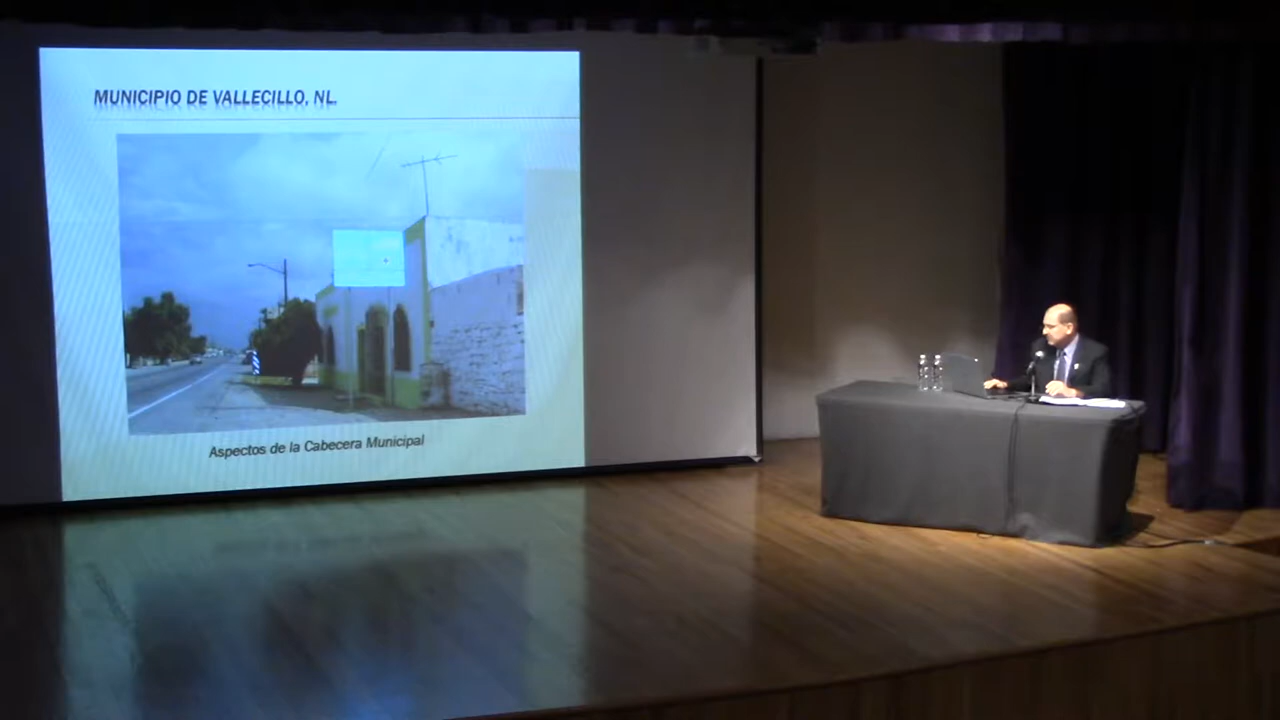 MUNICIPIO DE VALLECILLO, NL.
Aspectos de la Cabecera Municipal